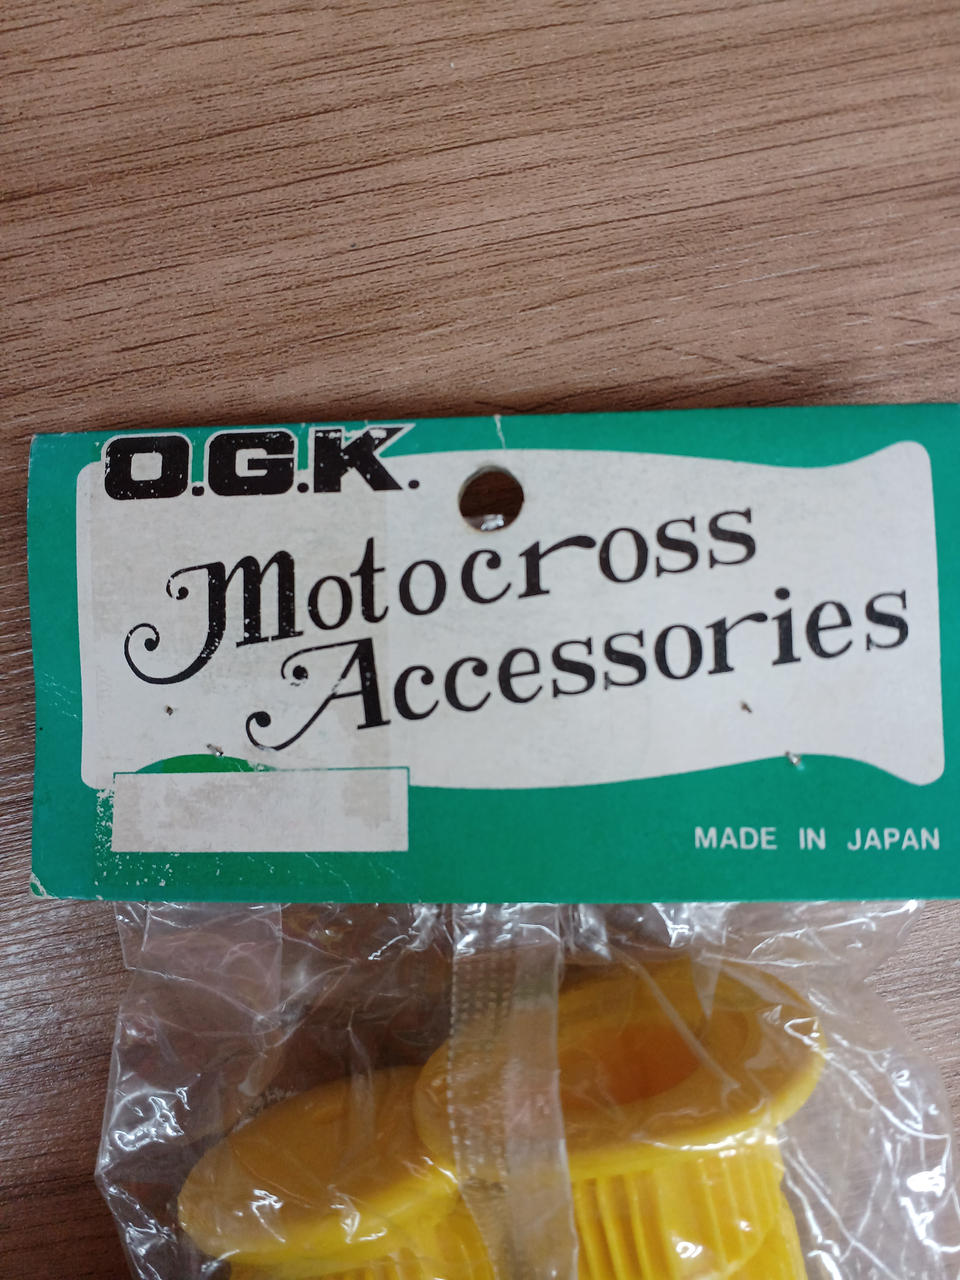 O.G.K.
Motocross
Accessories
MADE IN JAPAN